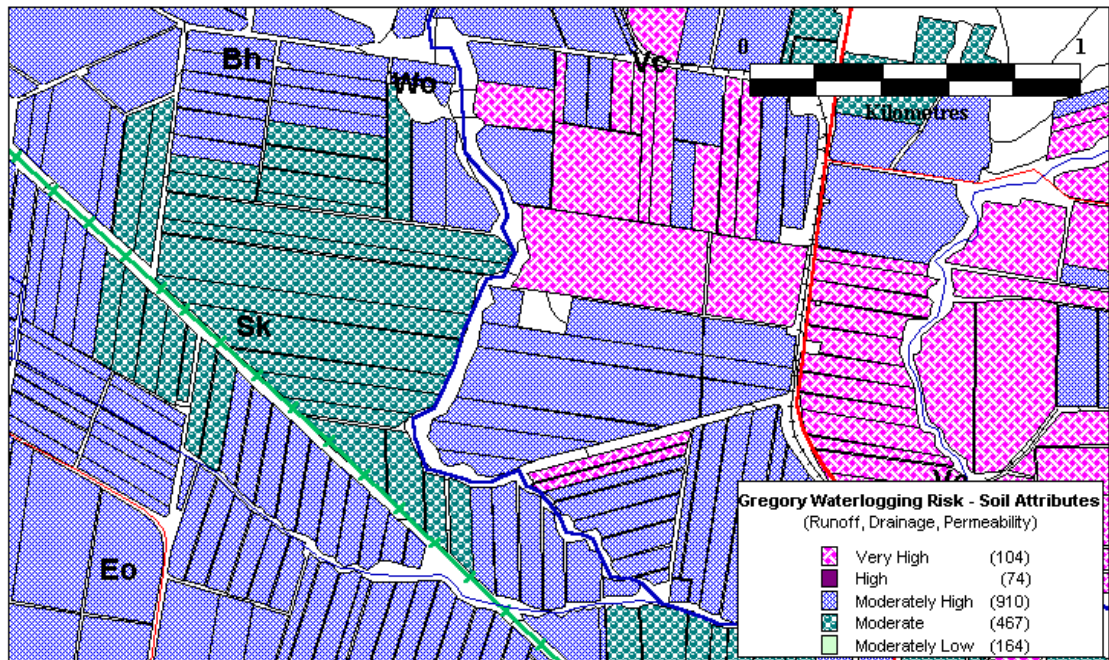 Bh
Wo
Vc
0
1
Kilometres
Sk
Eo
Gregory Waterlogging Risk - Soil Attributes
(Runoff, Drainage, Permeability)
Very High (104)
High (74)
Moderately High (910)
Moderate (467)
Moderately Low (164)